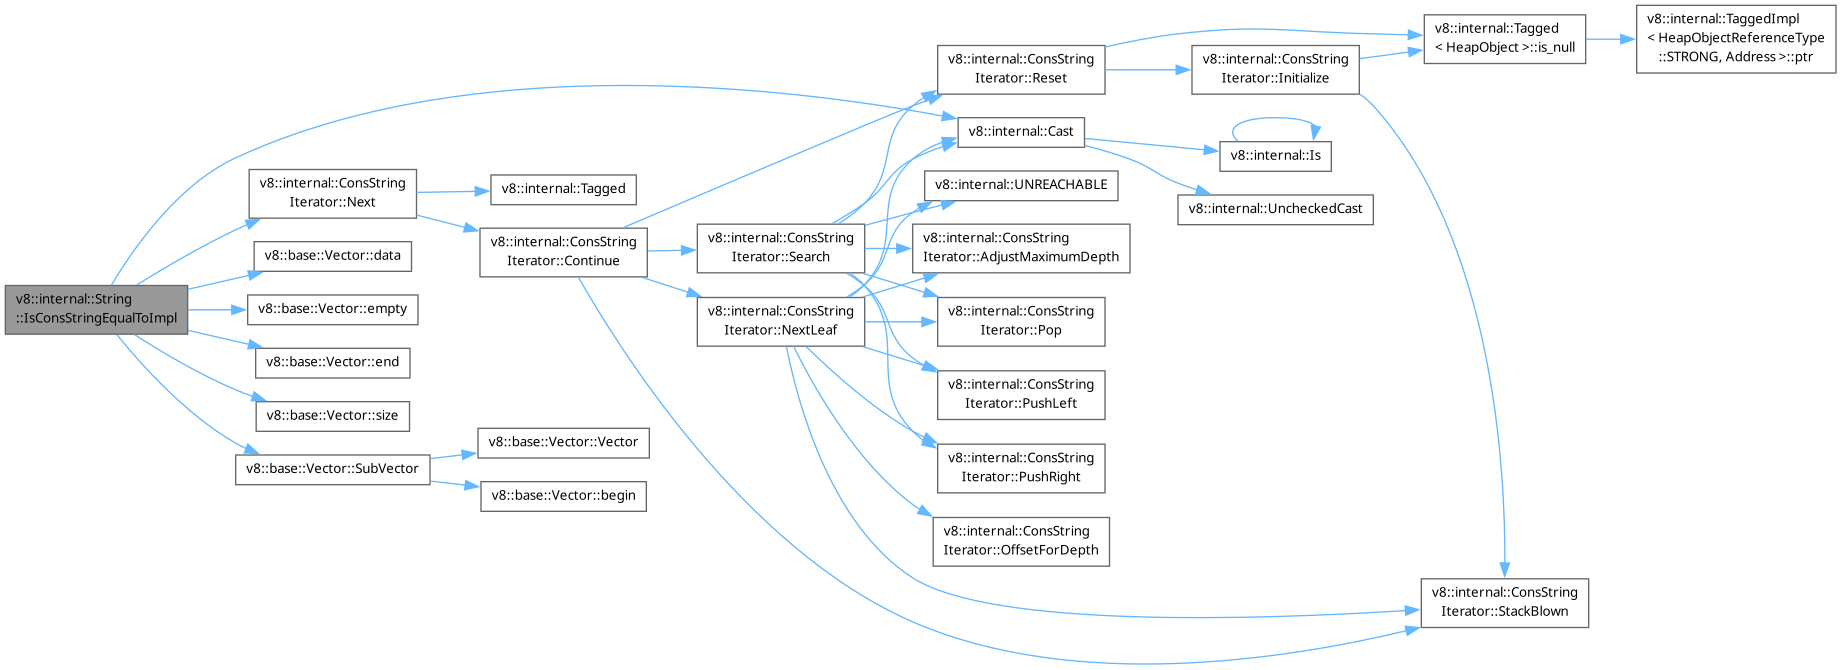 v8::internal::String
::IsConsStringEqualToImpl
v8::internal::ConsString
Iterator::Next
v8::base::Vector::data
v8::base::Vector::empty
v8::base::Vector::end
v8::base::Vector::size
v8::base::Vector::SubVector
v8::internal::Tagged
v8::internal::ConsString
Iterator::Continue
v8::base::Vector::Vector
v8::base::Vector::begin
v8::internal::ConsString
Iterator::Search
v8::internal::ConsString
Iterator::NextLeaf
v8::internal::ConsString
Iterator::Reset
v8::internal::Cast
v8::internal::UNREACHABLE
v8::internal::ConsString
Iterator::AdjustMaximumDepth
v8::internal::ConsString
Iterator::Pop
v8::internal::ConsString
Iterator::PushLeft
v8::internal::ConsString
Iterator::PushRight
v8::internal::ConsString
Iterator::OffsetForDepth
v8::internal::ConsString
Iterator::Initialize
v8::internal::Is
v8::internal::UncheckedCast
v8::internal::Tagged
< HeapObject >::is_null
v8::internal::ConsString
Iterator::StackBlown
v8::internal::TaggedImpl
< HeapObjectReferenceType
::STRONG, Address >::ptr